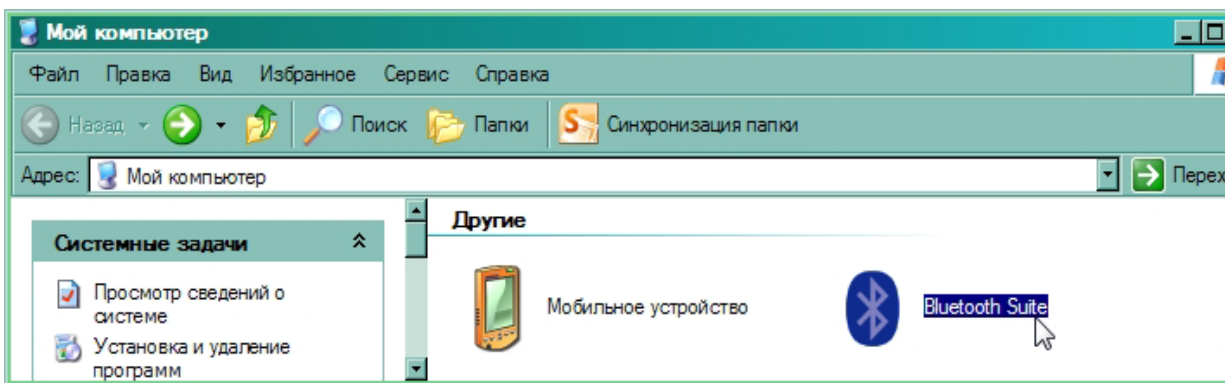 Мой компьютер
Файл Правка Вид Избранное Сервис Справка
Назад Поиск Папки Синхронизация папки
Адрес: Мой компьютер Перех
Другие
Системные задачи
Просмотр сведений о
системе
Установка и удаление
программ
Мобильное устройство
Bluetooth Suite